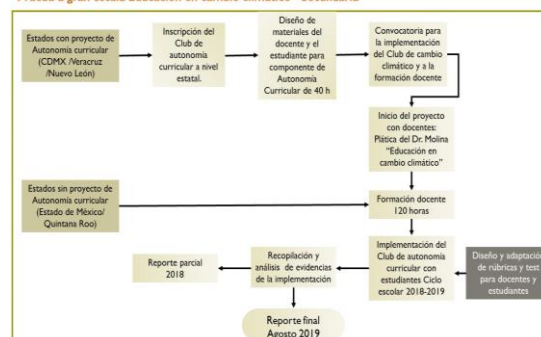 Estados con proyecto de
Autonomía curricular
(CDMX /Veracruz
/Nuevo León)
Inscripción del
Club de
autonomía
curricular a nivel
estatal.
Diseño de
materiales del
docente y el
estudiante para
componente de
Autonomía
Curricular de 40 h
Convocatoria para
la implementación
del Club de cambio
climático y a la
formación docente
Inicio del proyecto
con docentes:
Plática del Dr. Molina
“Educación en
cambio climático”
Estados sin proyecto de
Autonomía curricular
(Estado de México/
Quintana Roo)
Formación docente
120 horas
Reporte parcial
2018
Recopilación y
análisis de evidencias
de la implementación
Implementación del
Club de autonomía
curricular con
estudiantes Ciclo
escolar 2018-2019
Diseño y adaptación
de rúbricas y test
para docentes y
estudiantes
Reporte final
Agosto 2019